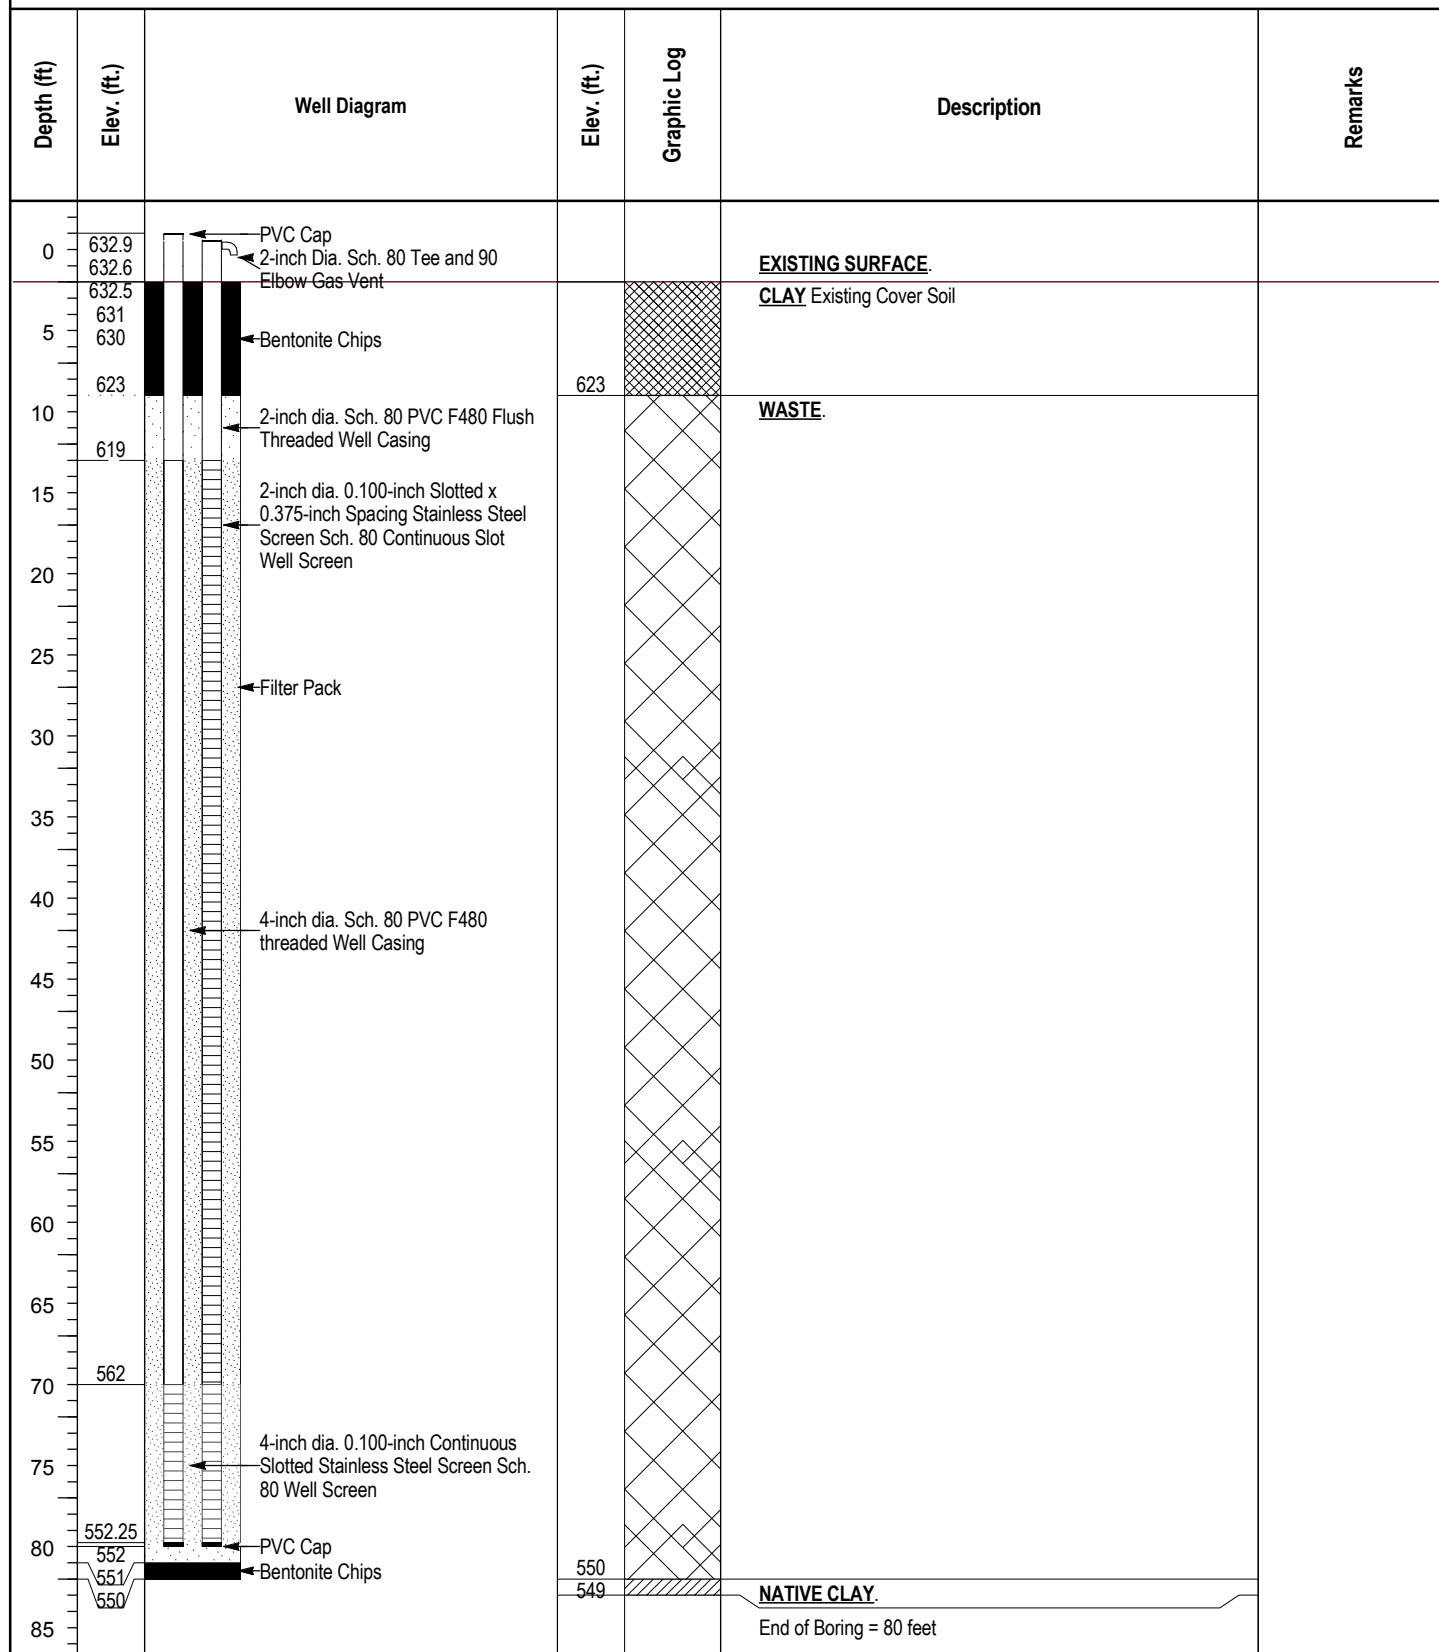 Depth (ft)
Elev. (ft.)
Well Diagram
Elev. (ft.)
Graphic Log
Description
Remarks
PVC Cap
0
632.9
2-inch Dia. Sch. 80 Tee and 90
632.6
Elbow Gas Vent
EXISTING SURFACE.
632.5
CLAY Existing Cover Soil
631
5
630
Bentonite Chips
623
623
10
WASTE.
2-inch dia. Sch. 80 PVC F480 Flush
Threaded Well Casing
619
15
2-inch dia. 0.100-inch Slotted x
0.375-inch Spacing Stainless Steel
Screen Sch. 80 Continuous Slot
Well Screen
20
25
Filter Pack
30
35
40
4-inch dia. Sch. 80 PVC F480
threaded Well Casing
45
50
55
60
65
562
70
4-inch dia. 0.100-inch Continuous
75
Slotted Stainless Steel Screen Sch.
80 Well Screen
552.25
80
PVC Cap
552
Bentonite Chips
550
551
549
550
NATIVE CLAY.
85
End of Boring = 80 feet